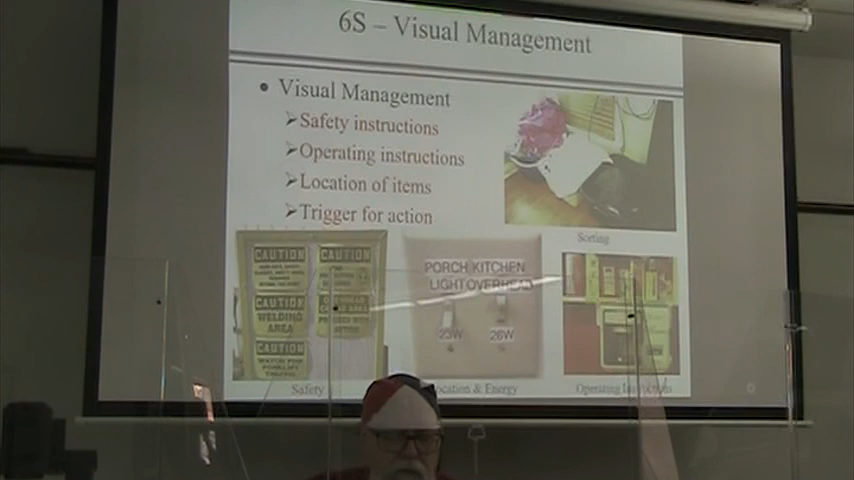 6S – Visual Management
• Visual Management
➢Safety instructions
➢Operating instructions
➢Location of items
➢Trigger for action
Sorting
CAUTION
CAUTION
WELDING
AREA
CAUTION
CAUTION
CAUTION
PORCH KITCHEN
LIGHT OVERHEAD
23W
26W
Safety
Location & Energy
Operating Instructions